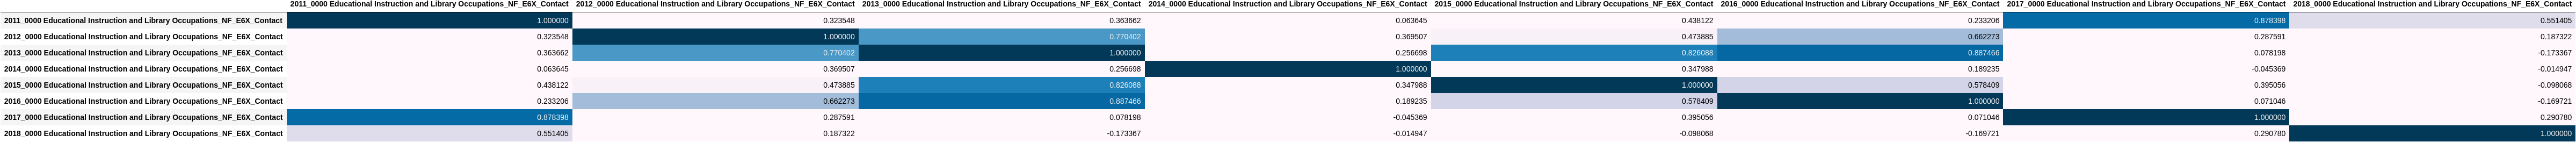 2011_0000 Educational Instruction and Library Occupations_NF_E6X_Contact 2012_0000 Educational Instruction and Library Occupations_NF_E6X_Contact 2013_0000 Educational Instruction and Library Occupations_NF_E6X_Contact 2014_0000 Educational Instruction and Library Occupations_NF_E6X_Contact 2015_0000 Educational Instruction and Library Occupations_NF_E6X_Contact 2016_0000 Educational Instruction and Library Occupations_NF_E6X_Contact 2017_0000 Educational Instruction and Library Occupations_NF_E6X_Contact 2018_0000 Educational Instruction and Library Occupations_NF_E6X_Contact
2011_0000 Educational Instruction and Library Occupations_NF_E6X_Contact 1.000000 0.323548 0.363662 0.063645 0.438122 0.233206 0.878398 0.551405
2012_0000 Educational Instruction and Library Occupations_NF_E6X_Contact 0.323548 1.000000 0.770402 0.369507 0.473885 0.662273 0.287591 0.187322
2013_0000 Educational Instruction and Library Occupations_NF_E6X_Contact 0.363662 0.770402 1.000000 0.256698 0.826088 0.887466 0.078198 -0.173367
2014_0000 Educational Instruction and Library Occupations_NF_E6X_Contact 0.063645 0.369507 0.256698 1.000000 0.347988 0.189235 -0.045369 -0.014947
2015_0000 Educational Instruction and Library Occupations_NF_E6X_Contact 0.438122 0.473885 0.826088 0.347988 1.000000 0.578409 0.395056 -0.098068
2016_0000 Educational Instruction and Library Occupations_NF_E6X_Contact 0.233206 0.662273 0.887466 0.189235 0.578409 1.000000 0.071046 -0.169721
2017_0000 Educational Instruction and Library Occupations_NF_E6X_Contact 0.878398 0.287591 0.078198 -0.045369 0.395056 0.071046 1.000000 0.290780
2018_0000 Educational Instruction and Library Occupations_NF_E6X_Contact 0.551405 0.187322 -0.173367 -0.014947 -0.098068 -0.169721 0.290780 1.000000